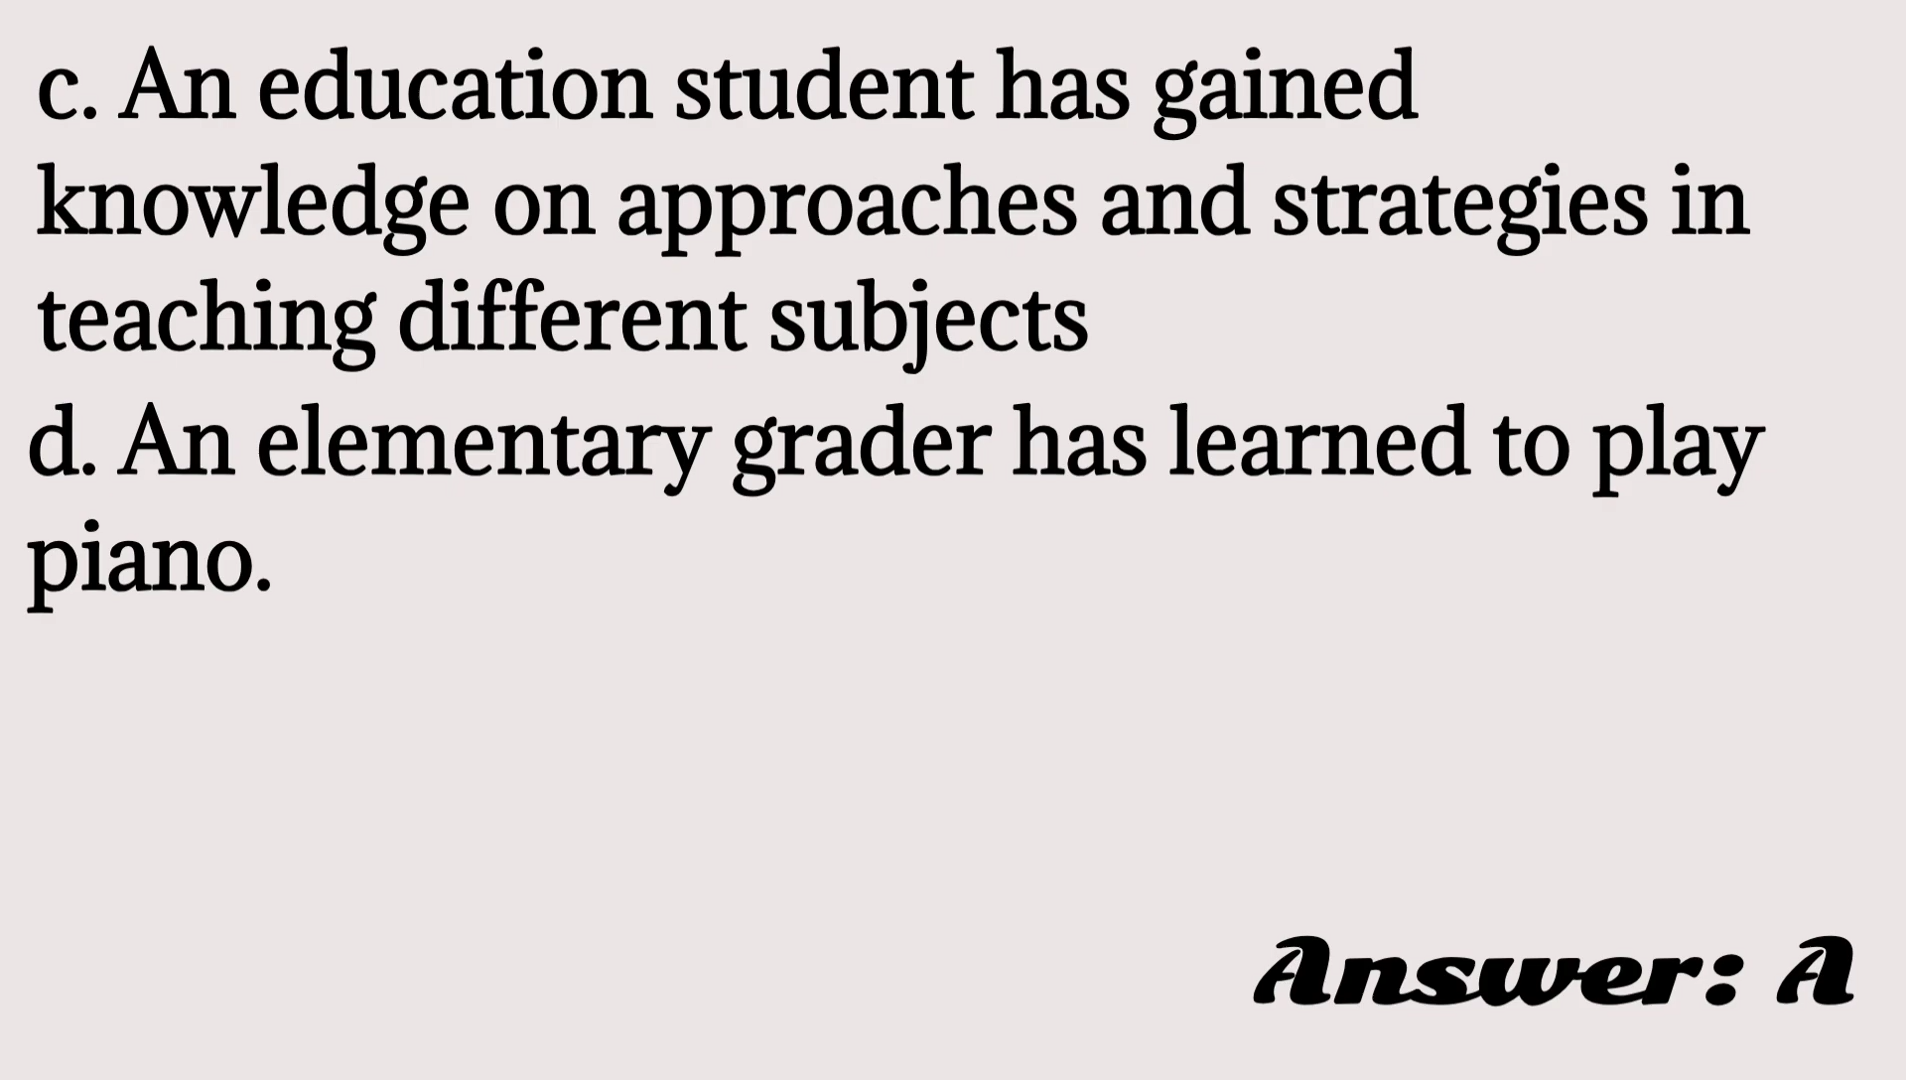 c. An education student has gained
knowledge on approaches and strategies in
teaching different subjects
d. An elementary grader has learned to play
piano.
Answer: A